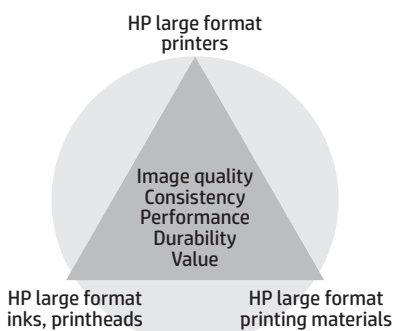 HP large format
printers
Image quality
Consistency
Performance
Durability
Value
HP large format
inks, printheads
HP large format
printing materials